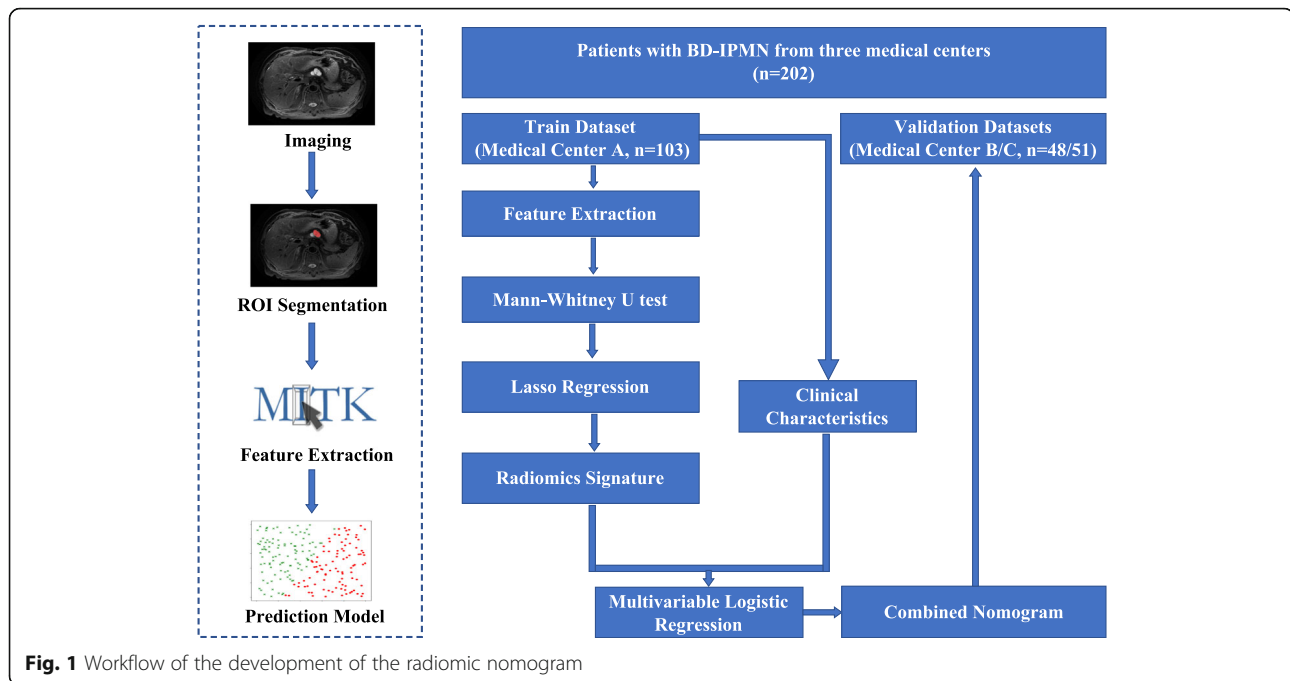 Imaging
ROI Segmentation
MITK
Feature Extraction
Prediction Model
Patients with BD-IPMN from three medical centers
(n=202)
Train Dataset
(Medical Center A, n=103)
Validation Datasets
(Medical Center B/C, n=48/51)
Feature Extraction
Mann-Whitney U test
Lasso Regression
Clinical
Characteristics
Radiomics Signature
Multivariable Logistic
Regression
Combined Nomogram
Fig. 1 Workflow of the development of the radiomic nomogram